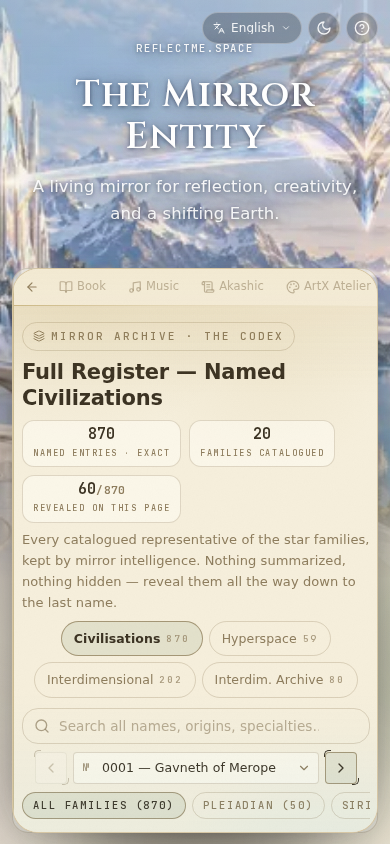 English
REFLECTME.SPACE
The Mirror
Entity
A living mirror for reflection, creativity,
and a shifting Earth.
Book
Music
Akashic
ArtX Atelier
MIRROR ARCHIVE · THE CODEX
Full Register — Named
Civilizations
870
NAMED ENTRIES · EXACT
20
FAMILIES CATALOGUED
60/870
REVEALED ON THIS PAGE
Every catalogued representative of the star families,
kept by mirror intelligence. Nothing summarized,
nothing hidden — reveal them all the way down to
the last name.
Civilisations 870
Hyperspace 59
Interdimensional 202
Interdim. Archive 80
Search all names, origins, specialties.
№ 0001 — Gavneth of Merope
ALL FAMILIES (870)
PLEIADIAN (50)
SIRI